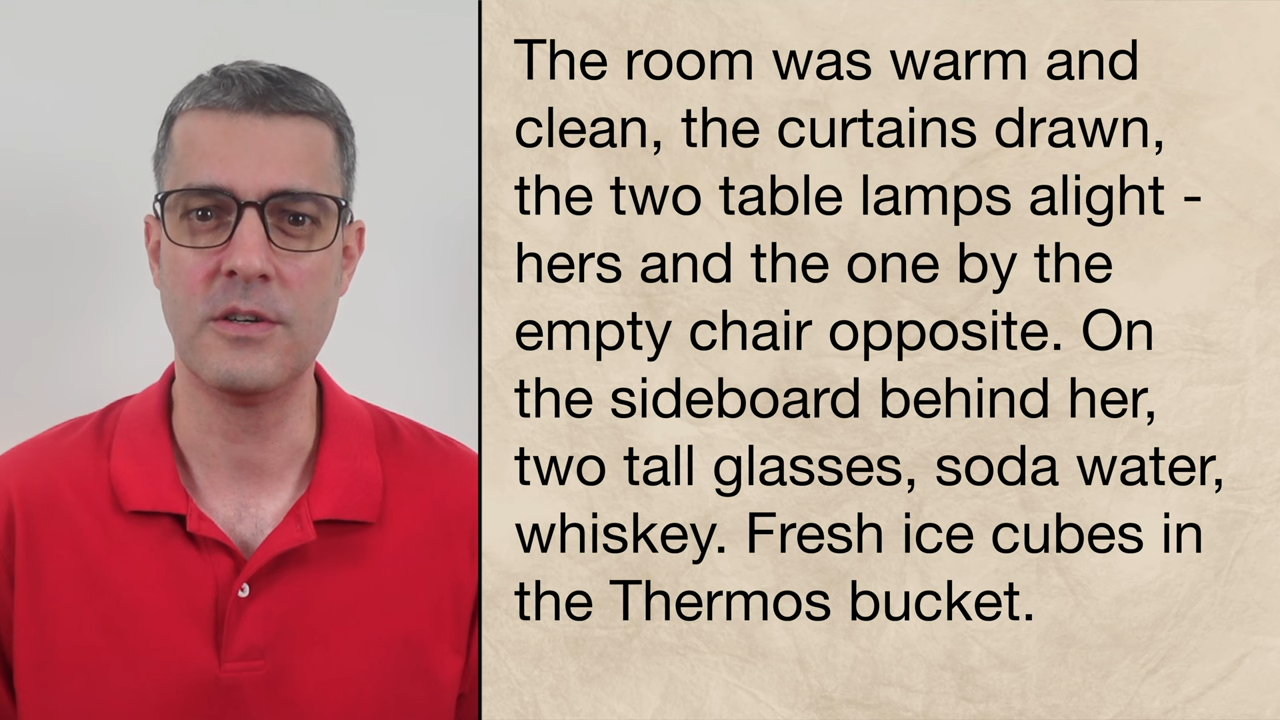 The room was warm and
clean, the curtains drawn,
the two table lamps alight -
hers and the one by the
empty chair opposite. On
the sideboard behind her,
two tall glasses, soda water,
whiskey. Fresh ice cubes in
the Thermos bucket.